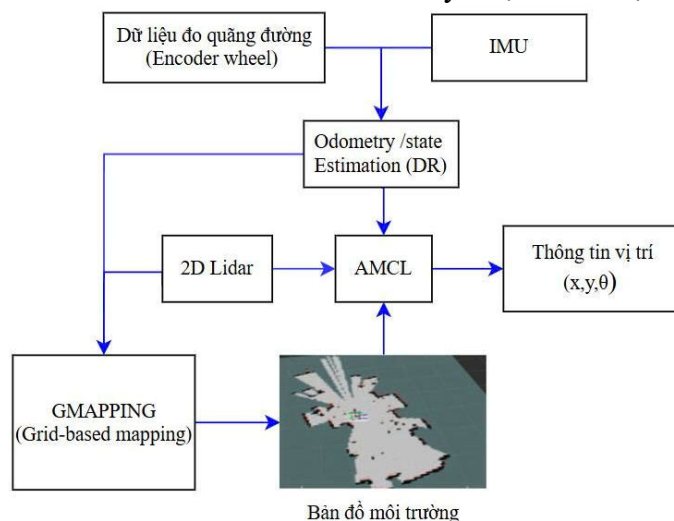 Dữ liệu đo quãng đường
(Encoder wheel)
IMU
Odometry /state
Estimation (DR)
2D Lidar
AMCL
Thông tin vị trí
(x,y,θ)
GMAPPING
(Grid-based mapping)
Bản đồ môi trường